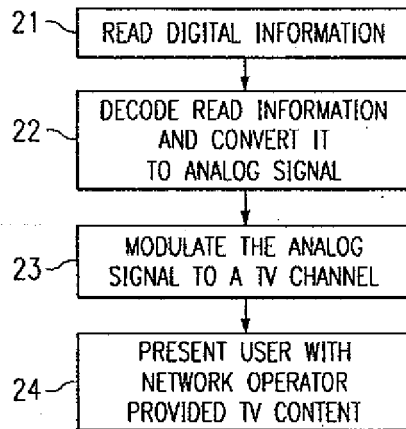 21
READ DIGITAL INFORMATION
22
DECODE READ INFORMATION
AND CONVERT IT
TO ANALOG SIGNAL
23
MODULATE THE ANALOG
SIGNAL TO A TV CHANNEL
24
PRESENT USER WITH
NETWORK OPERATOR
PROVIDED TV CONTENT